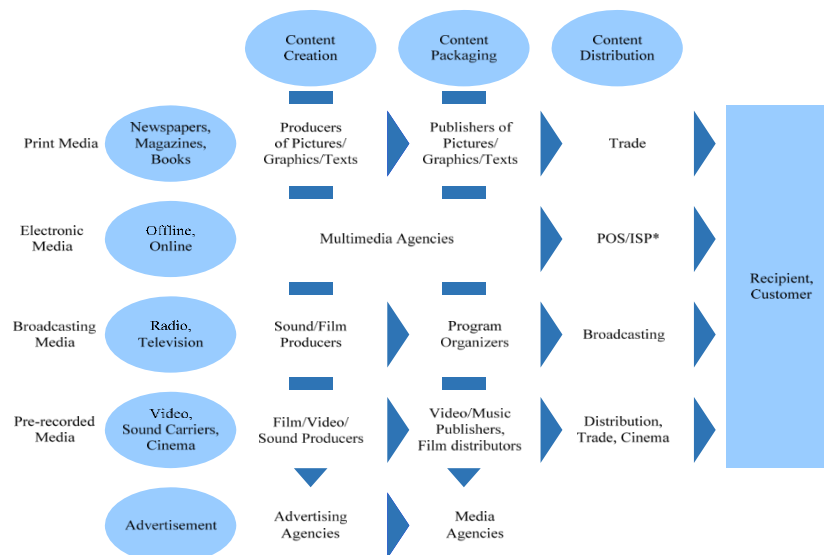 Content
Creation
Content
Packaging
Content
Distribution
Print Media
Newspapers,
Magazines,
Books
Producers
of Pictures/
Graphics/Texts
Publishers of
Pictures/
Graphics/Texts
Trade
Electronic
Media
Offline,
Online
Multimedia Agencies
POS/ISP*
Recipient,
Customer
Broadcasting
Media
Radio,
Television
Sound/Film
Producers
Program
Organizers
Broadcasting
Pre-recorded
Media
Video,
Sound Carriers,
Cinema
Film/Video/
Sound Producers
Video/Music
Publishers,
Film distributors
Distribution,
Trade, Cinema
Advertisement
Advertising
Agencies
Media
Agencies